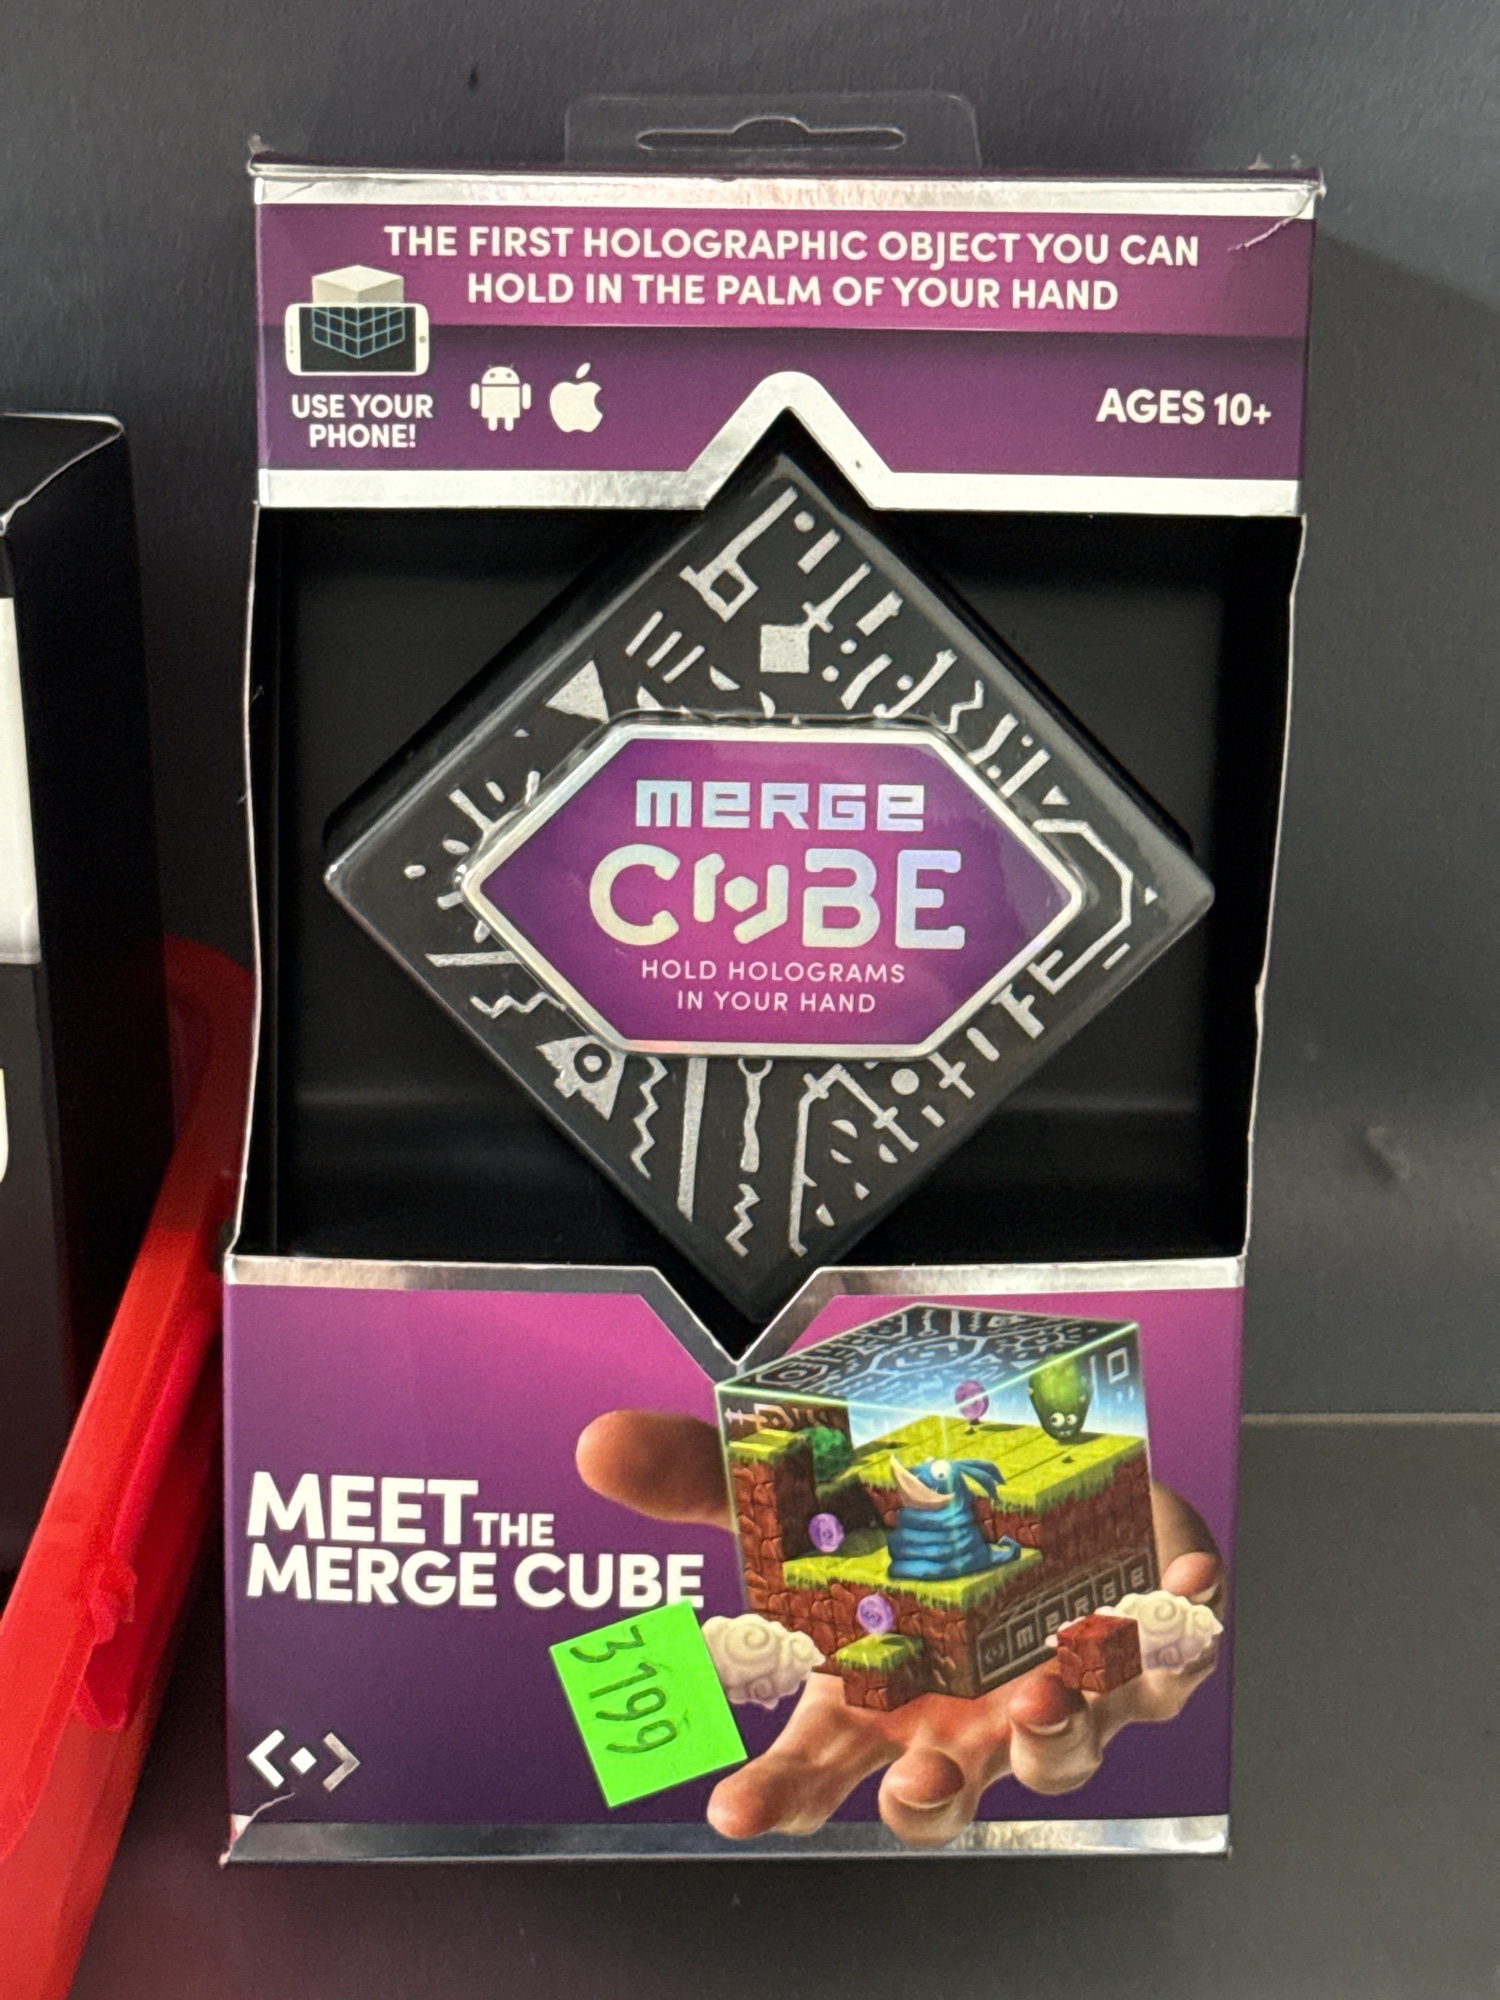 THE FIRST HOLOGRAPHIC OBJECT YOU CAN
HOLD IN THE PALM OF YOUR HAND
USE YOUR
PHONE!
AGES 10+
MERGE
CUBE
HOLD HOLOGRAMS
IN YOUR HAND
MEET THE
MERGE CUBE
MERGE
3199